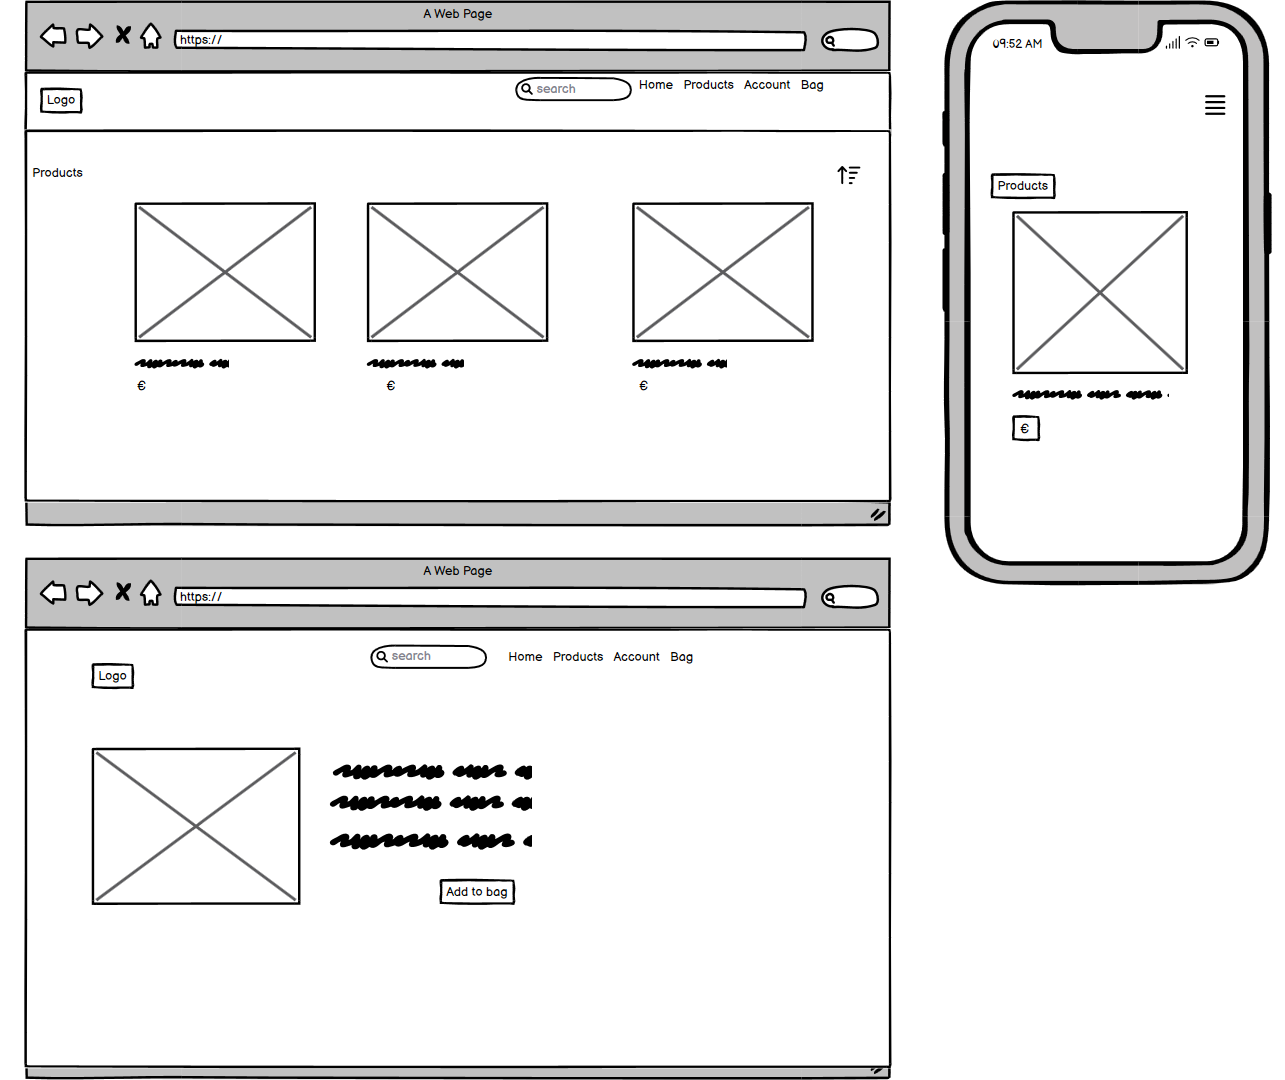 A Web Page
https://
search Home Products Account Bag
Logo
Products
€ € €
09:52 AM
Products
€
A Web Page
https://
search Home Products Account Bag
Logo
Add to bag